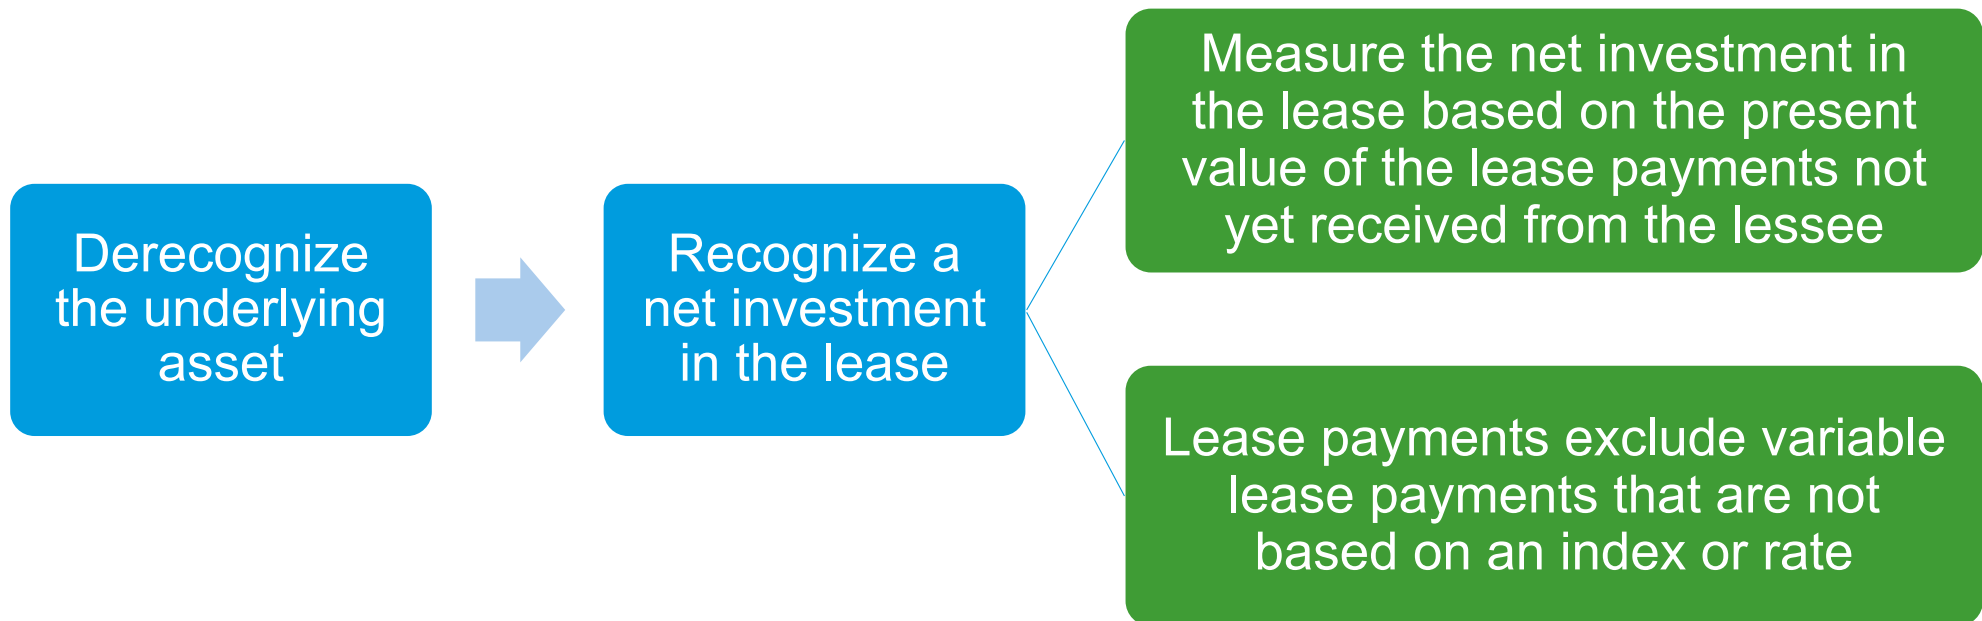 Derecognize
the underlying
asset
Recognize a
net investment
in the lease
Measure the net investment in
the lease based on the present
value of the lease payments not
yet received from the lessee
Lease payments exclude variable
lease payments that are not
based on an index or rate